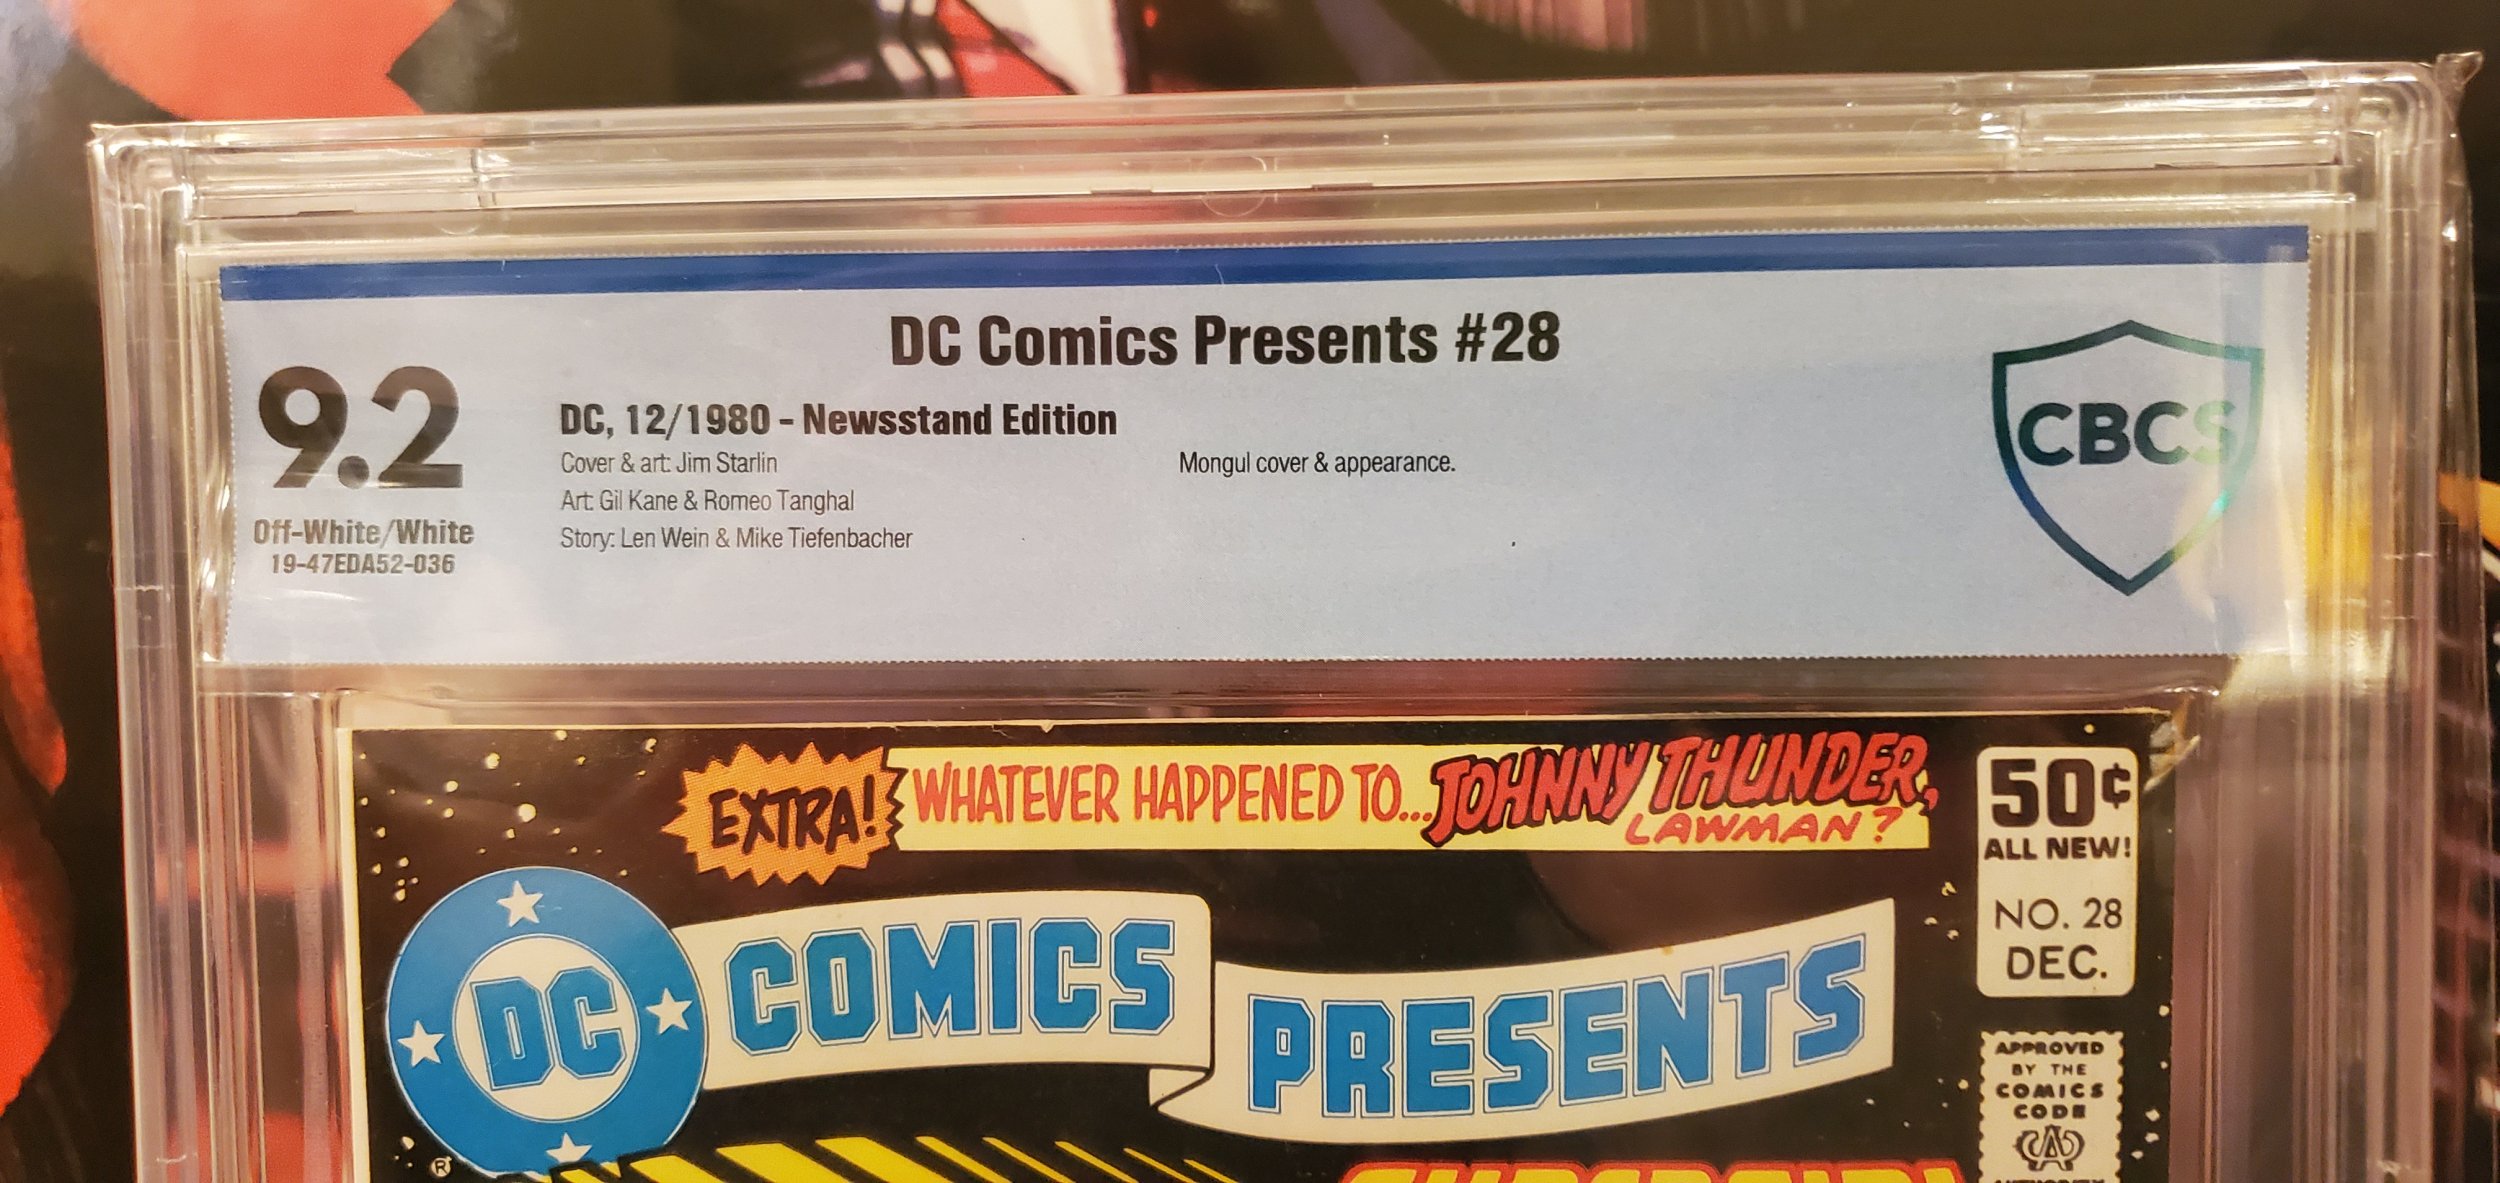 DC Comics Presents #28
9.2
Off-White/White
19-47EDA52-036
DC, 12/1980 - Newsstand Edition
Cover & art: Jim Starlin
Art: Gil Kane & Romeo Tanghal
Story: Len Wein & Mike Tiefenbacher
Mongul cover & appearance.
CBCS
EXTRA!
WHATEVER HAPPENED TO... JOHNNY THUNDER,
LAWMAN?
50¢
ALL NEW!
NO. 28
DEC.
DC
COMICS
PRESENTS
®
APPROVED
BY THE
COMICS
CODE